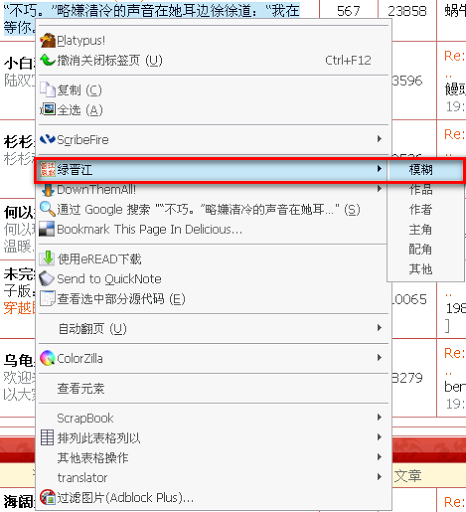 “不巧。”略嫌清冷的声音在她耳边徐徐道：“我在 567 23858 蜗牛
等你。
Platypus!
撤消关闭标签页 (U) Ctrl+F12
小白
陆双 3596 馒头
复制 (C)
全选 (A) 19:
杉杉 Re:
杉杉 ScribeFire
绿晋江 模糊
DownThemAll! 作品
何以 通过 Google 搜索 "“不巧。”略嫌清冷的声音在她耳..." (S) 作者
何以 Bookmark This Page In Delicious... 主角
温暖. 配角
使用eREAD下载 其他
未完 Send to QuickNote ..
子版: 查看选中部分源代码 (E) 10065 198
穿越 ]
自动翻页 (U)
乌龟 ColorZilla Re:
欢迎 3279 ..
以大 查看元素 ben
19:
ScrapBook
排列此表格列以
其他表格操作
translator 文章
海阔 过滤图片(Adblock Plus)... Re: